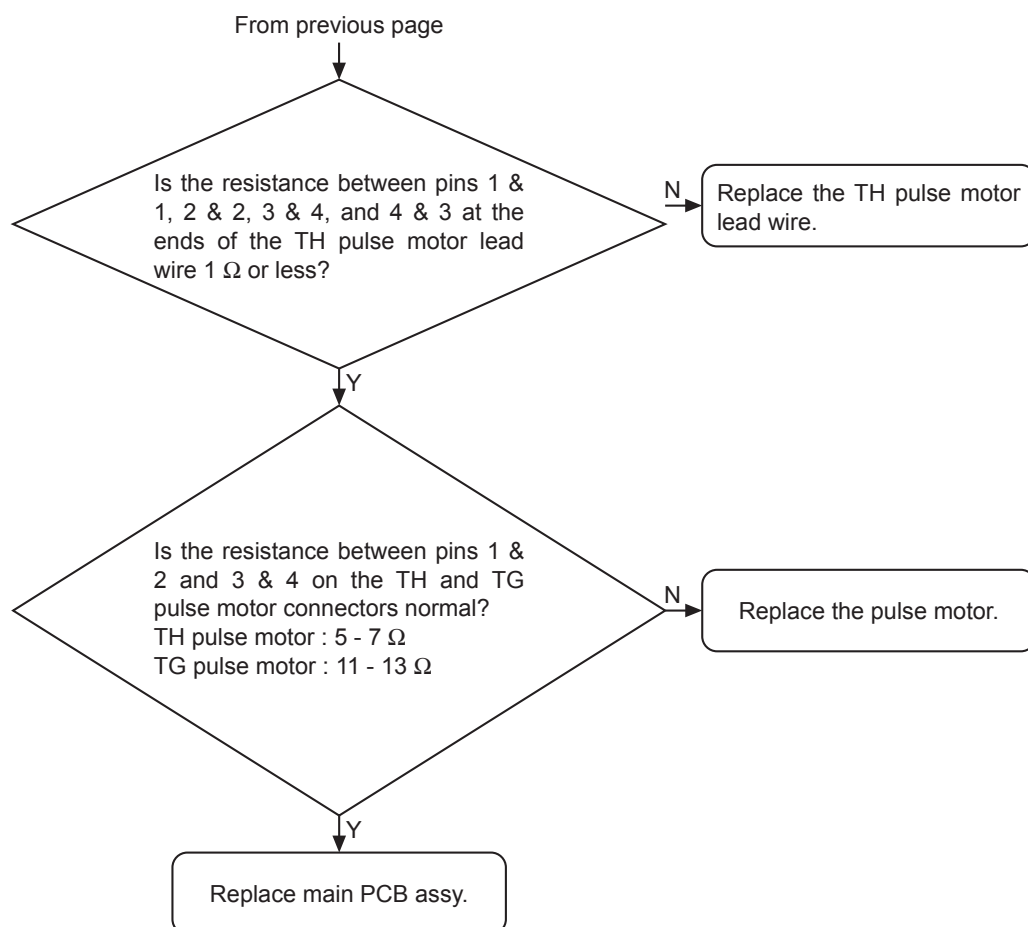 From previous page
Is the resistance between pins 1 &
1, 2 & 2, 3 & 4, and 4 & 3 at the
ends of the TH pulse motor lead
wire 1 Ω or less?
N
Replace the TH pulse motor
lead wire.
Y
Is the resistance between pins 1 &
2 and 3 & 4 on the TH and TG
pulse motor connectors normal?
TH pulse motor : 5 - 7 Ω
TG pulse motor : 11 - 13 Ω
N
Replace the pulse motor.
Y
Replace main PCB assy.